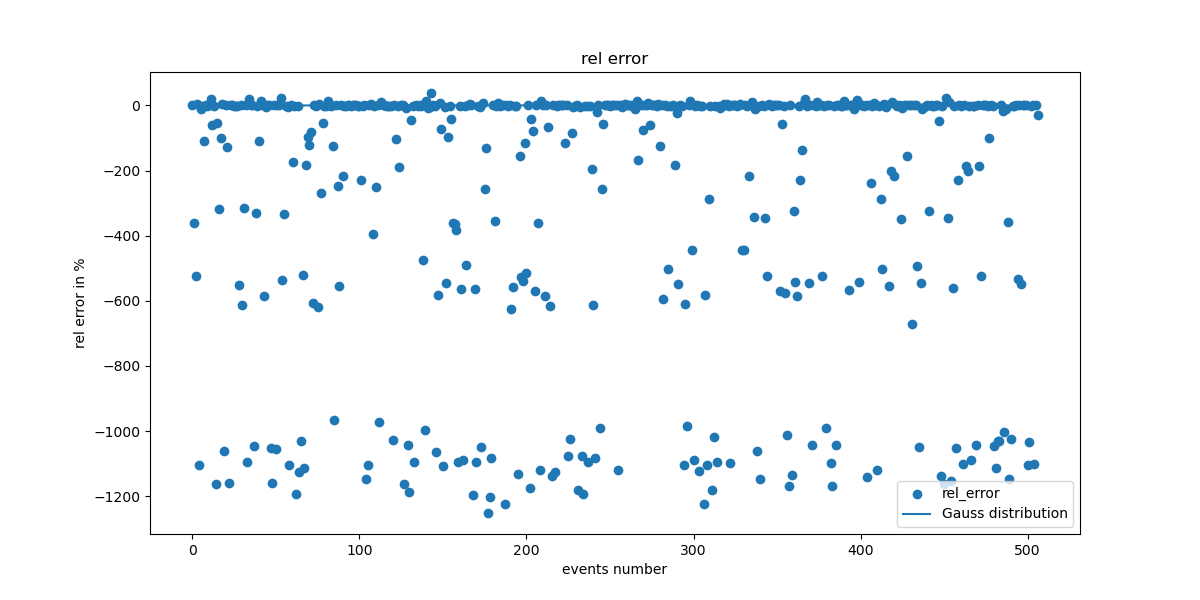 rel error
rel error in %
0
−200
−400
−600
−800
−1000
−1200
0 100 200 300 400 500
events number
rel_error
Gauss distribution